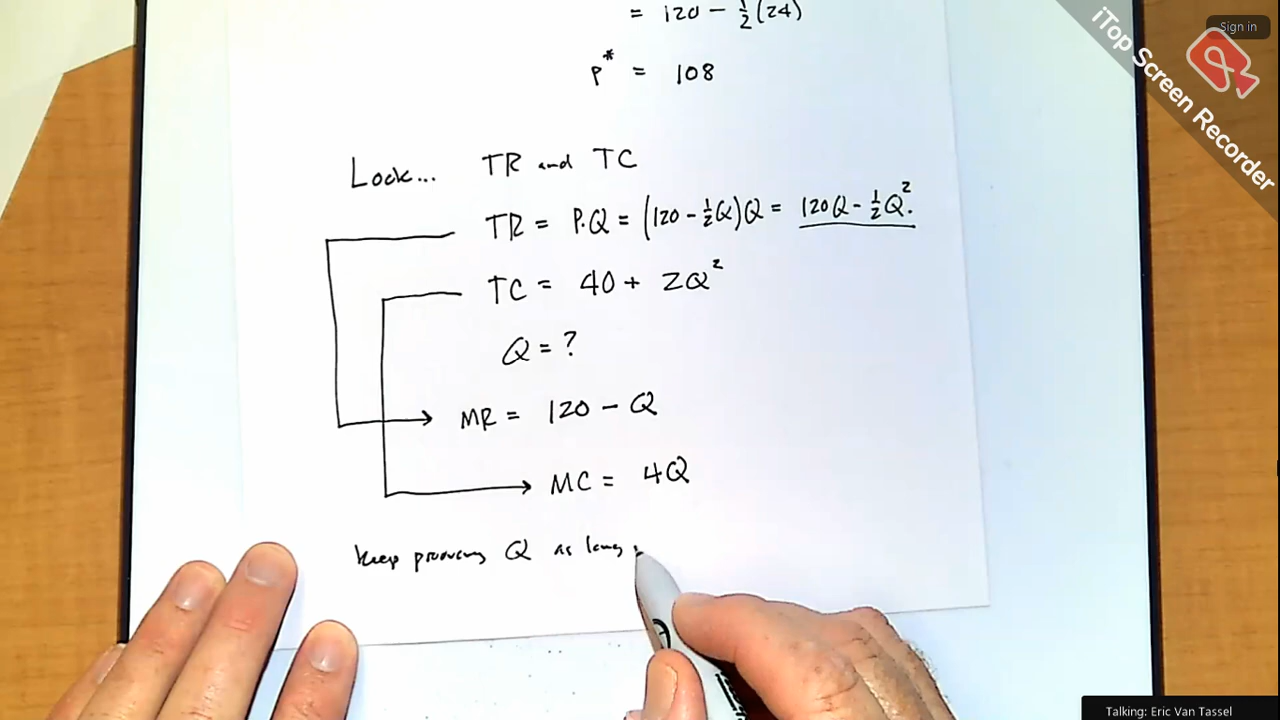 = 120 - ½(24)
P* = 108
Look... TR and TC
TR = P.Q = (120 - ½Q)Q = 120Q - ½Q².
TC = 40 + 2Q²
Q = ?
MR = 120 - Q
MC = 4Q
keep producing Q as long
iTop Screen Recorder
Sign in
Talking: Eric Van Tassel